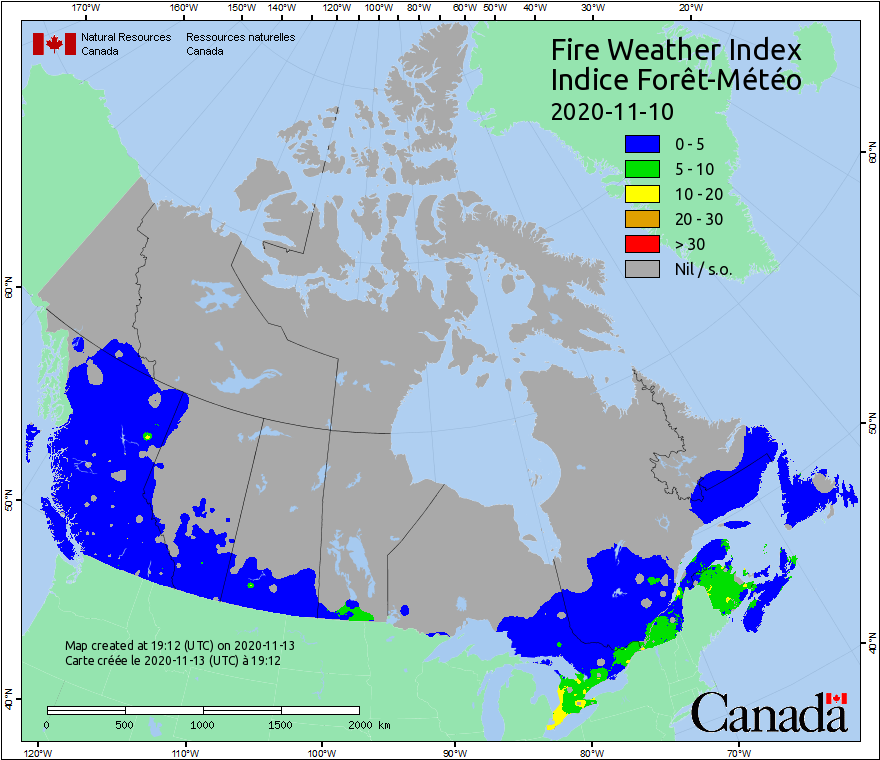 170°W 160°W 150°W 140°W 130°W 120°W 110°W 100°W 90°W 80°W 60°W 50°W 40°W 30°W 20°W
Natural Resources Canada
Ressources naturelles Canada
Fire Weather Index
Indice Forêt-Météo
2020-11-10
0 - 5
5 - 10
10 - 20
20 - 30
> 30
Nil / s.o.
60°N
50°N
40°N
60°N
50°N
40°N
Map created at 19:12 (UTC) on 2020-11-13
Carte créée le 2020-11-13 (UTC) à 19:12
0 500 1000 1500 2000 km
Canada
120°W 110°W 100°W 90°W 80°W 70°W